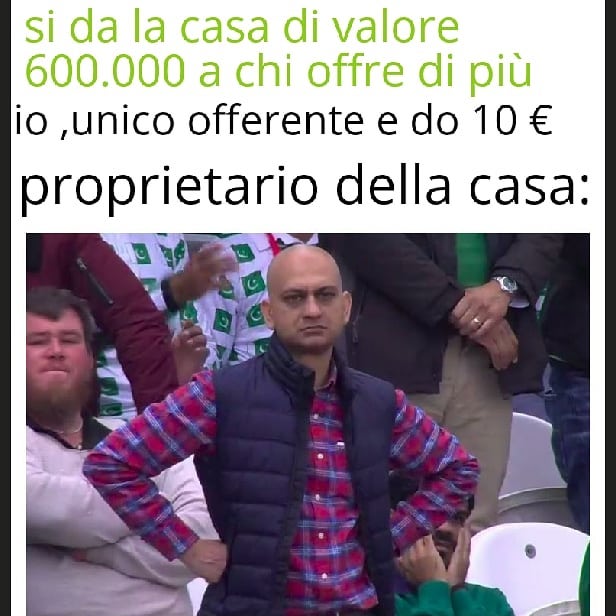 si da la casa di valore
600.000 a chi offre di più
io ,unico offerente e do 10 €
proprietario della casa: